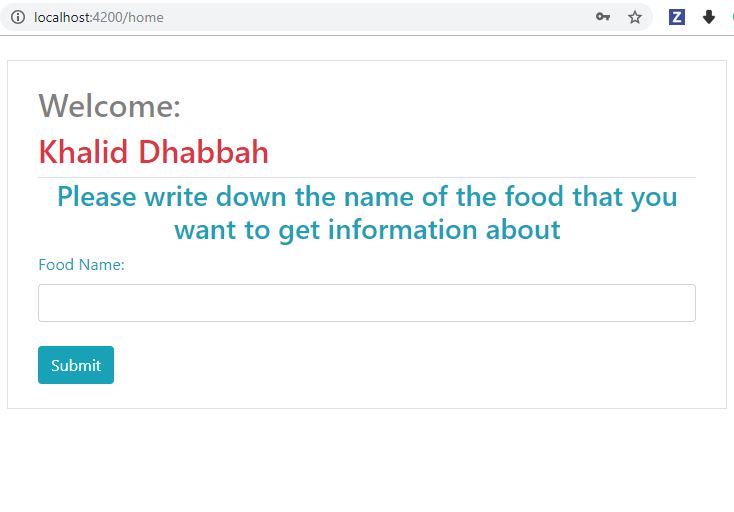 localhost:4200/home
Z
Welcome:
Khalid Dhabbah
Please write down the name of the food that you
want to get information about
Food Name:
Submit